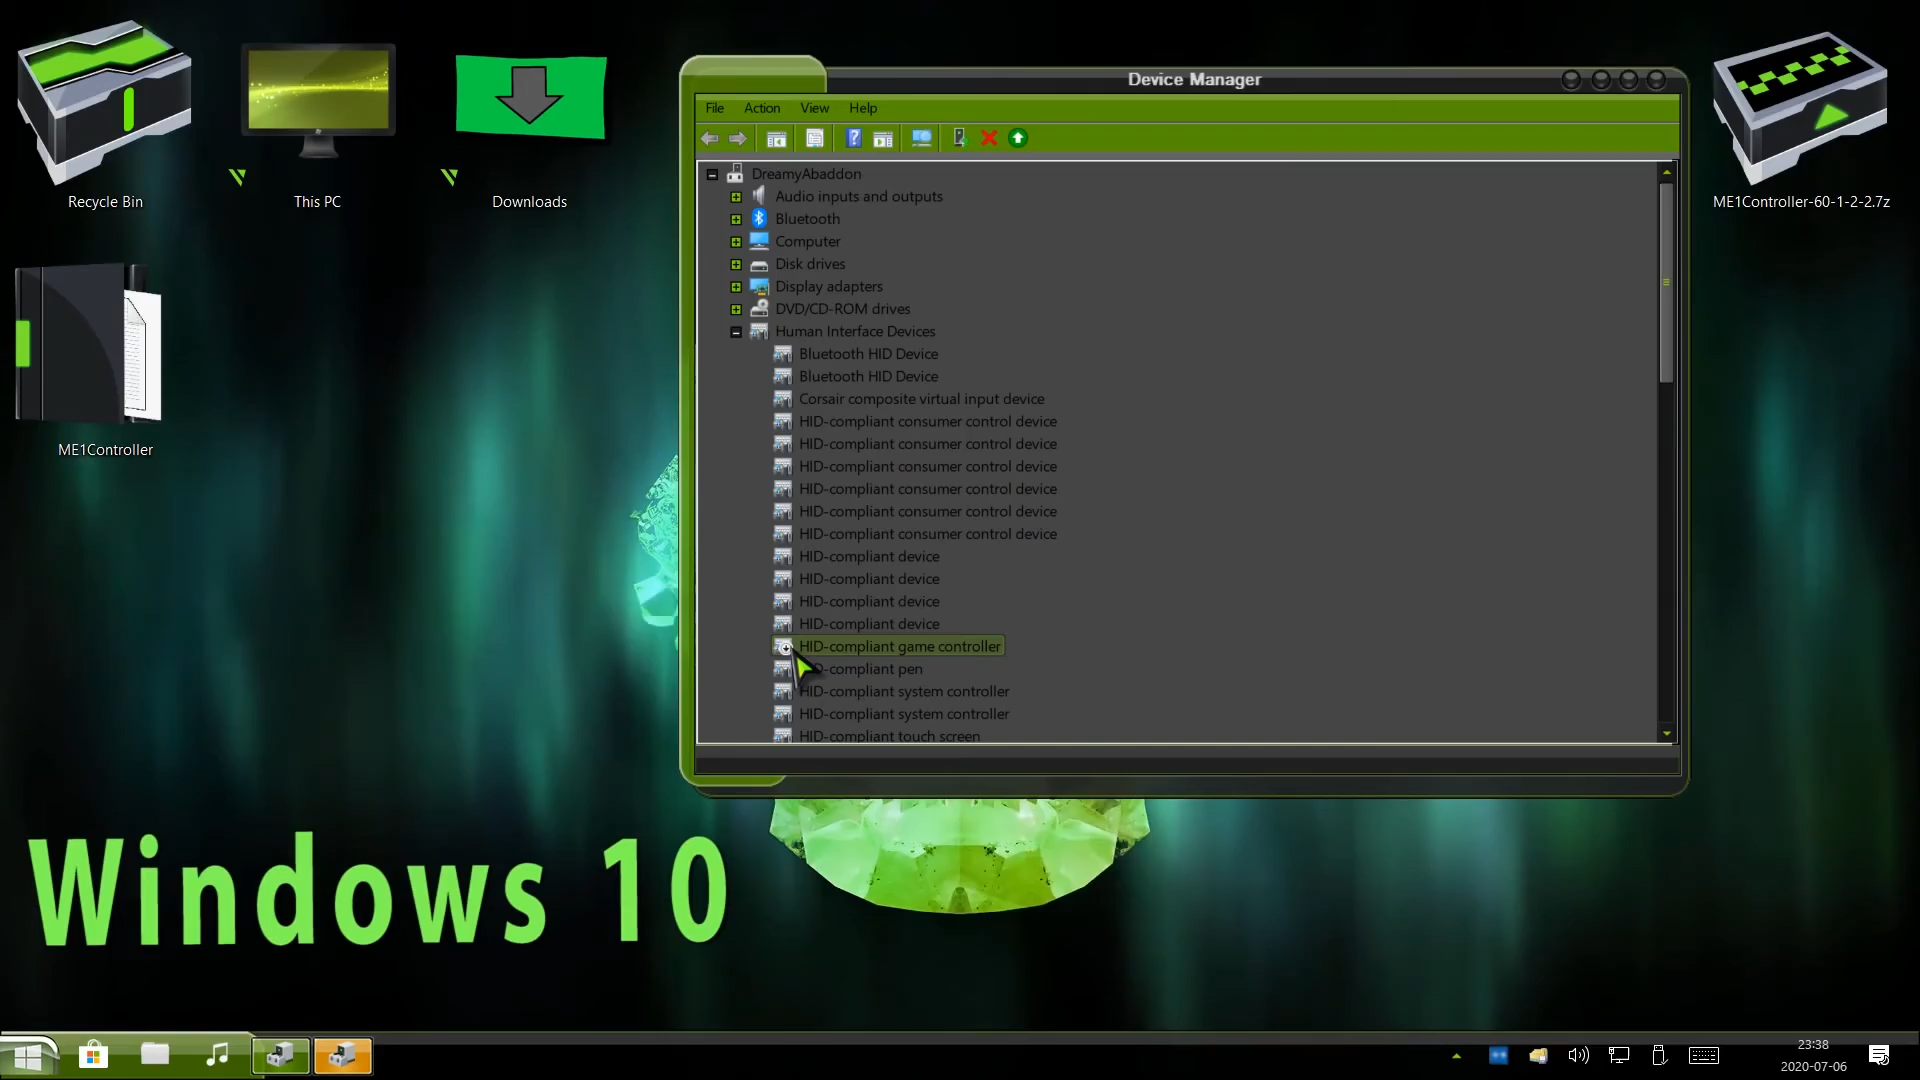 Recycle Bin
This PC
Downloads
ME1Controller-60-1-2-2.7z
ME1Controller
Device Manager
File Action View Help
DreamyAbaddon
Audio inputs and outputs
Bluetooth
Computer
Disk drives
Display adapters
DVD/CD-ROM drives
Human Interface Devices
Bluetooth HID Device
Bluetooth HID Device
Corsair composite virtual input device
HID-compliant consumer control device
HID-compliant consumer control device
HID-compliant consumer control device
HID-compliant consumer control device
HID-compliant consumer control device
HID-compliant consumer control device
HID-compliant device
HID-compliant device
HID-compliant device
HID-compliant device
HID-compliant game controller
D-compliant pen
HID-compliant system controller
HID-compliant system controller
HID-compliant touch screen
Windows 10
23:38
2020-07-06